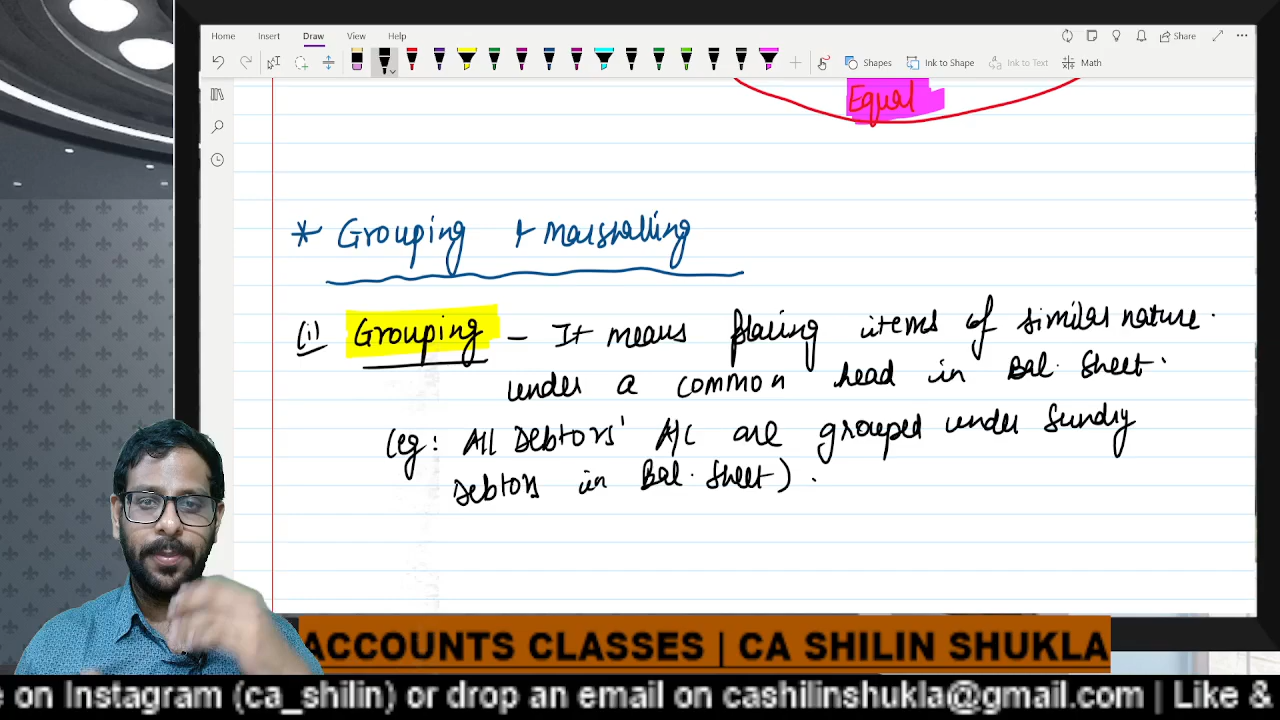 Home Insert Draw View Help
Share
Shapes Ink to Shape Ink to Text Math
Equal
* Grouping & Marshalling
(i) Grouping - It means placing items of similar nature.
under a common head in Bal. Sheet.
(eg: All Debtors' A/c are grouped under Sundry
Debtors in Bal. Sheet).
ACCOUNTS CLASSES | CA SHILIN SHUKLA
e on Instagram (ca_shilin) or drop an email on cashilinshukla@gmail.com | Like &